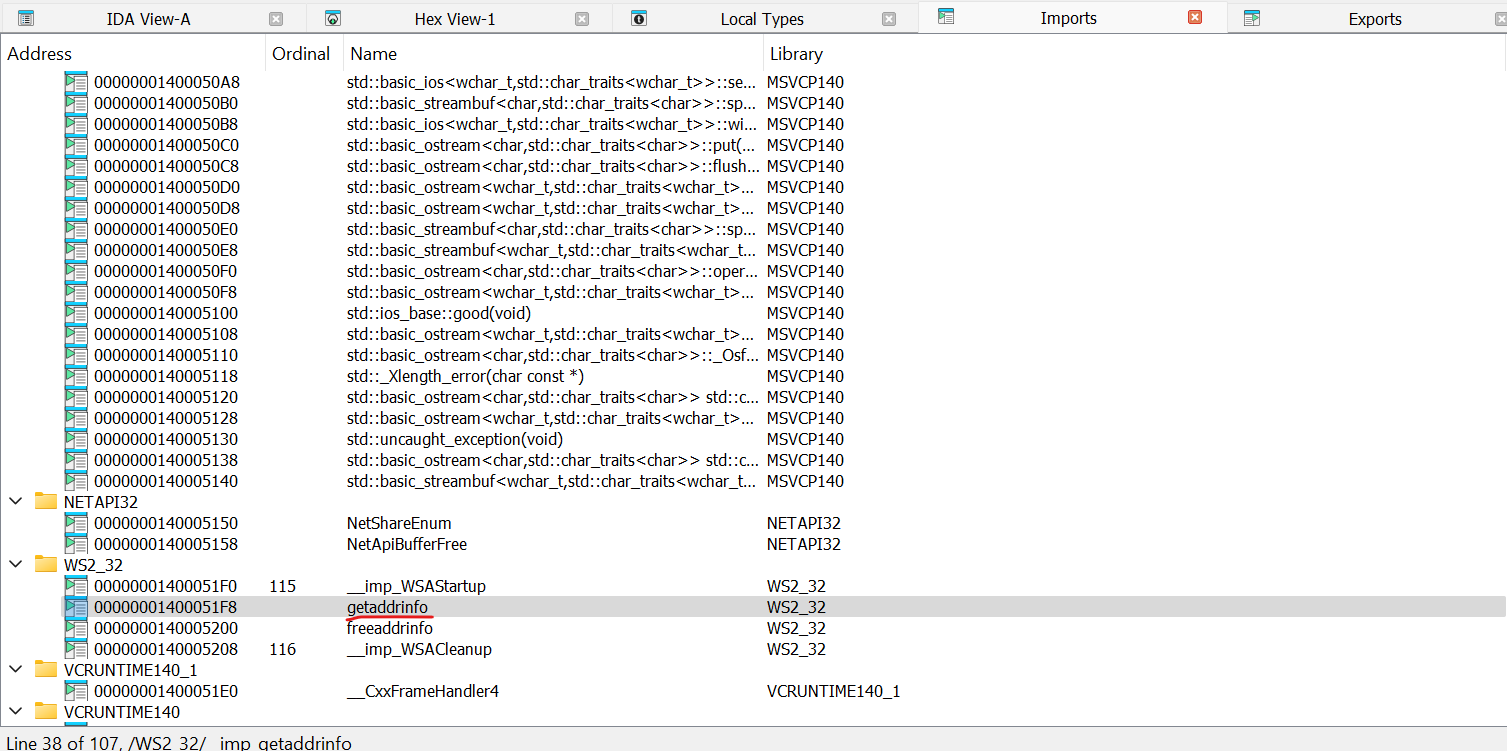 IDA View-A Hex View-1 Local Types Imports Exports
Address Ordinal Name Library
00000001400050A8 std::basic_ios<wchar_t,std::char_traits<wchar_t>>::se... MSVCP140
00000001400050B0 std::basic_streambuf<char,std::char_traits<char>>::sp... MSVCP140
00000001400050B8 std::basic_ios<wchar_t,std::char_traits<wchar_t>>::wi... MSVCP140
00000001400050C0 std::basic_ostream<char,std::char_traits<char>>::put(... MSVCP140
00000001400050C8 std::basic_ostream<char,std::char_traits<char>>::flush... MSVCP140
00000001400050D0 std::basic_ostream<wchar_t,std::char_traits<wchar_t>... MSVCP140
00000001400050D8 std::basic_ostream<wchar_t,std::char_traits<wchar_t>... MSVCP140
00000001400050E0 std::basic_streambuf<char,std::char_traits<char>>::sp... MSVCP140
00000001400050E8 std::basic_streambuf<wchar_t,std::char_traits<wchar_t... MSVCP140
00000001400050F0 std::basic_ostream<char,std::char_traits<char>>::oper... MSVCP140
00000001400050F8 std::basic_ostream<wchar_t,std::char_traits<wchar_t>... MSVCP140
0000000140005100 std::ios_base::good(void) MSVCP140
0000000140005108 std::basic_ostream<wchar_t,std::char_traits<wchar_t>... MSVCP140
0000000140005110 std::basic_ostream<char,std::char_traits<char>>::_Osf... MSVCP140
0000000140005118 std::_Xlength_error(char const *) MSVCP140
0000000140005120 std::basic_ostream<char,std::char_traits<char>> std::c... MSVCP140
0000000140005128 std::basic_ostream<wchar_t,std::char_traits<wchar_t>... MSVCP140
0000000140005130 std::uncaught_exception(void) MSVCP140
0000000140005138 std::basic_ostream<char,std::char_traits<char>> std::c... MSVCP140
0000000140005140 std::basic_streambuf<wchar_t,std::char_traits<wchar_t... MSVCP140
NETAPI32
0000000140005150 NetShareEnum NETAPI32
0000000140005158 NetApiBufferFree NETAPI32
WS2_32
00000001400051F0 115 __imp_WSAStartup WS2_32
00000001400051F8 getaddrinfo WS2_32
0000000140005200 freeaddrinfo WS2_32
0000000140005208 116 __imp_WSACleanup WS2_32
VCRUNTIME140_1
00000001400051E0 __CxxFrameHandler4 VCRUNTIME140_1
VCRUNTIME140
Line 38 of 107, /WS2_32/__imp_getaddrinfo